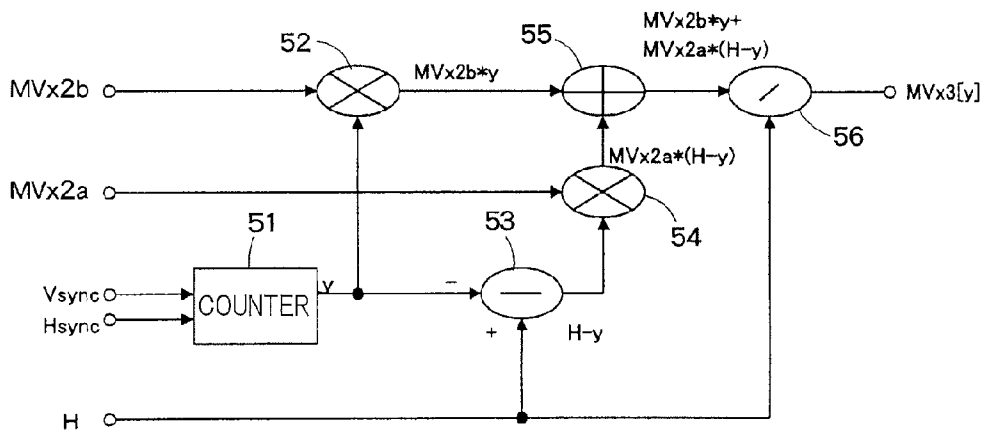 52
55
MVx2b*y+
MVx2a*(H-y)
MVx2b
MVx2b*y
MVx3[y]
56
MVx2a*(H-y)
MVx2a
54
51
53
Vsync
Hsync
COUNTER
y
-
+
H-y
H